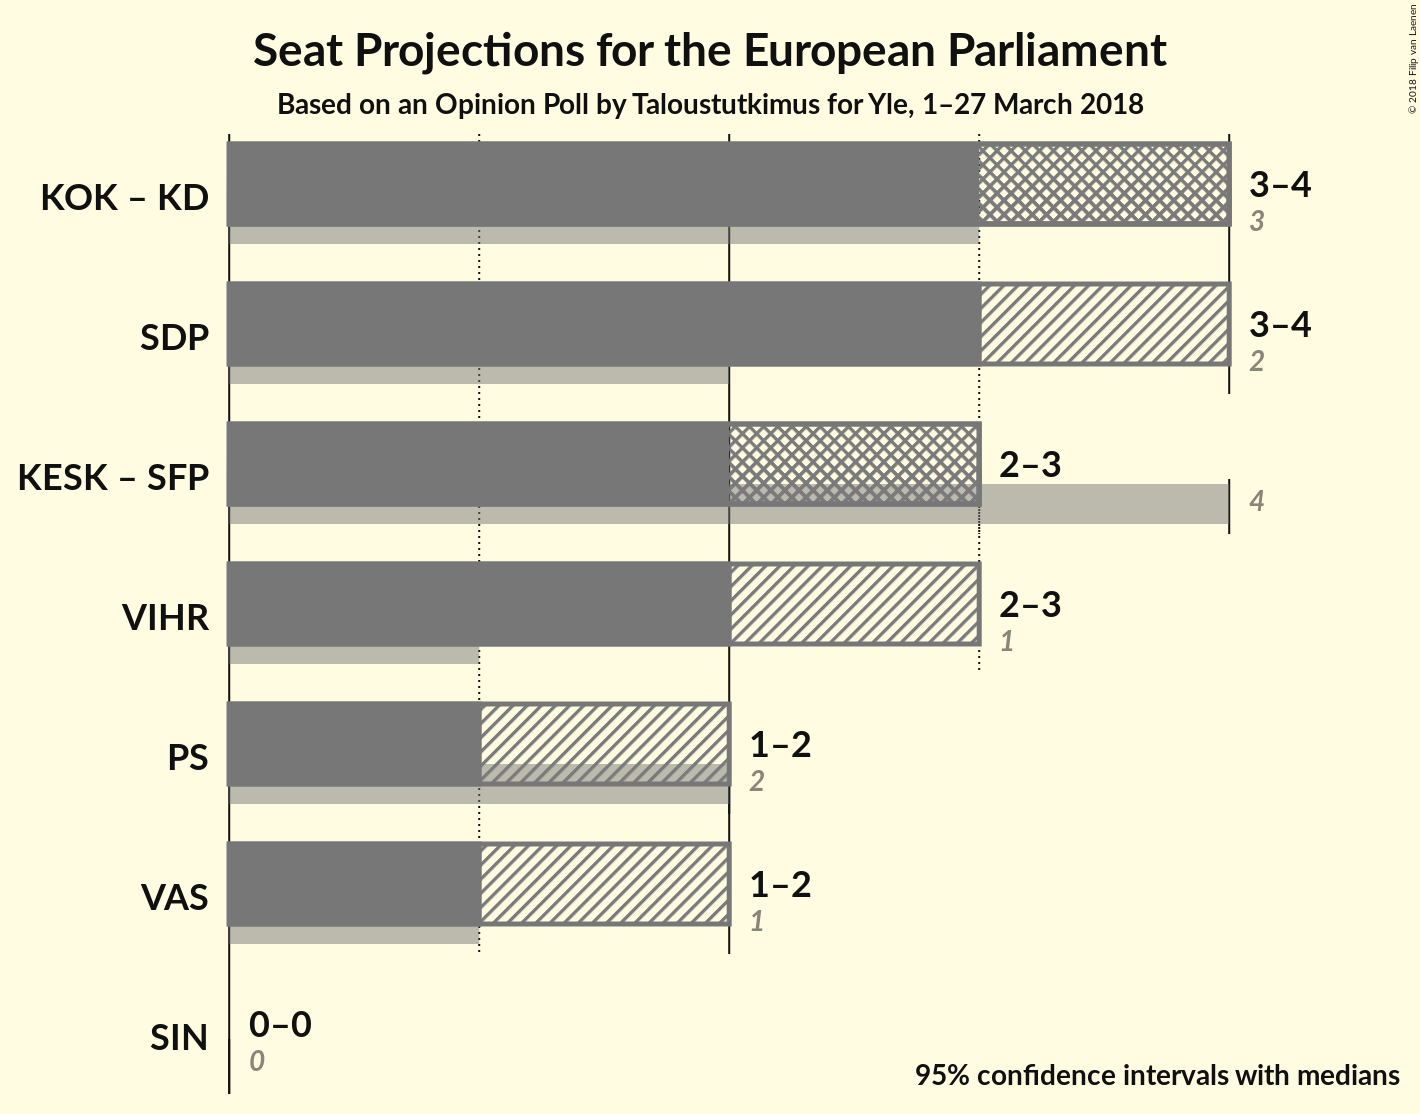 Seat Projections for the European Parliament
Based on an Opinion Poll by Taloustutkimus for Yle, 1–27 March 2018
© 2018 Filip van Laenen
KOK – KD
3–4
3
SDP
3–4
2
KESK – SFP
2–3
4
VIHR
2–3
1
PS
1–2
2
VAS
1–2
1
SIN
0–0
0
95% confidence intervals with medians